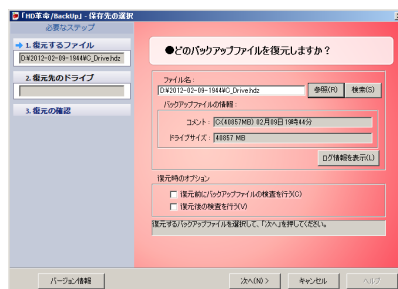 「HD革命/BackUp」- 保存先の選択
必要なステップ
1. 復元するファイル
D:¥2012-02-09-1944¥C_Drive.hdz
2. 復元先のドライブ
3. 復元の確認
●どのバックアップファイルを復元しますか？
ファイル名：
D:¥2012-02-09-1944¥C_Drive.hdz
参照(R)
検索(S)
バックアップファイルの情報：
コメント：
[C:(40857MB) 02月09日 19時44分
ドライブサイズ：
40857 MB
ログ情報を表示(L)
復元時のオプション
復元前にバックアップファイルの検査を行う(C)
復元後の検査を行う(V)
復元するバックアップファイルを選択して、「次へ」を押してください。
バージョン情報
次へ(N) >
キャンセル
ヘルプ